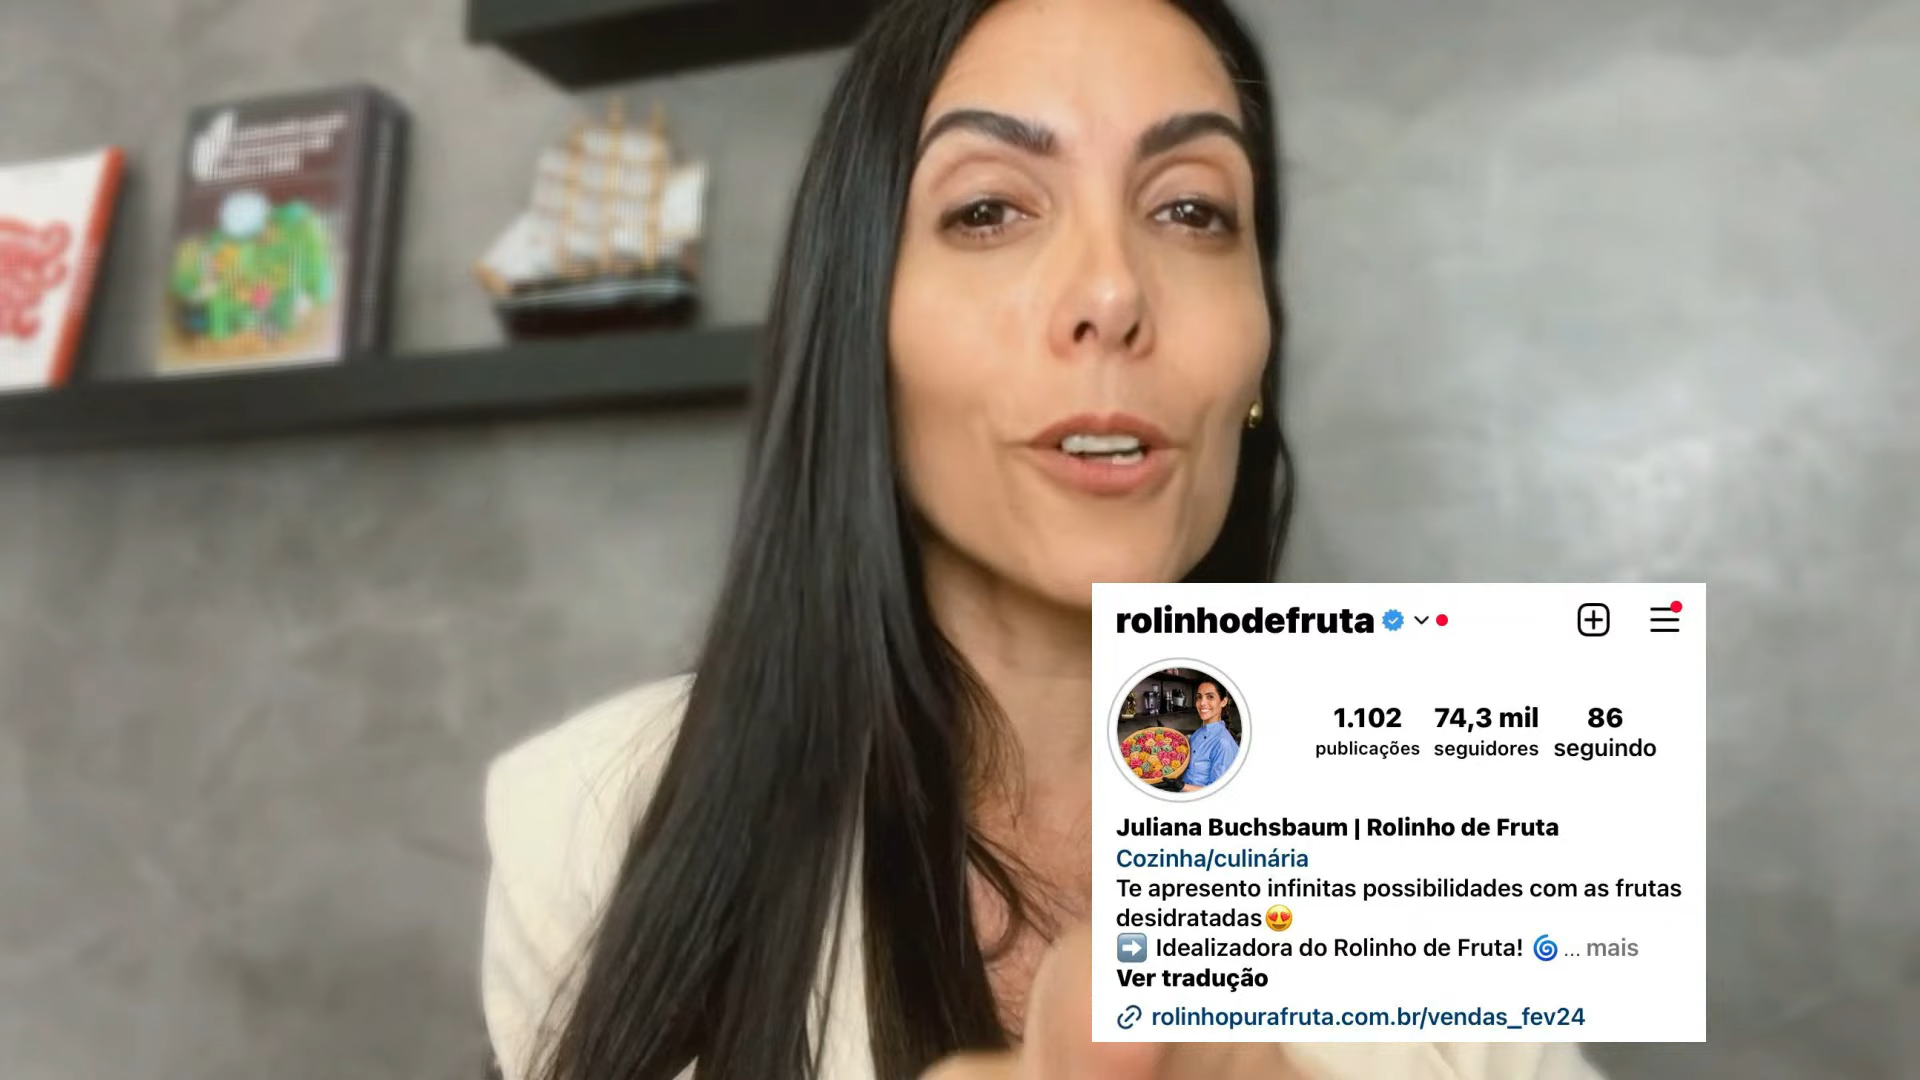 rolinhodefruta
1.102 74,3 mil 86
publicações seguidores seguindo
Juliana Buchsbaum | Rolinho de Fruta
Cozinha/culinária
Te apresento infinitas possibilidades com as frutas
desidratadas😍
➡️ Idealizadora do Rolinho de Fruta! 🌀 ... mais
Ver tradução
rolinhopurafruta.com.br/vendas_fev24